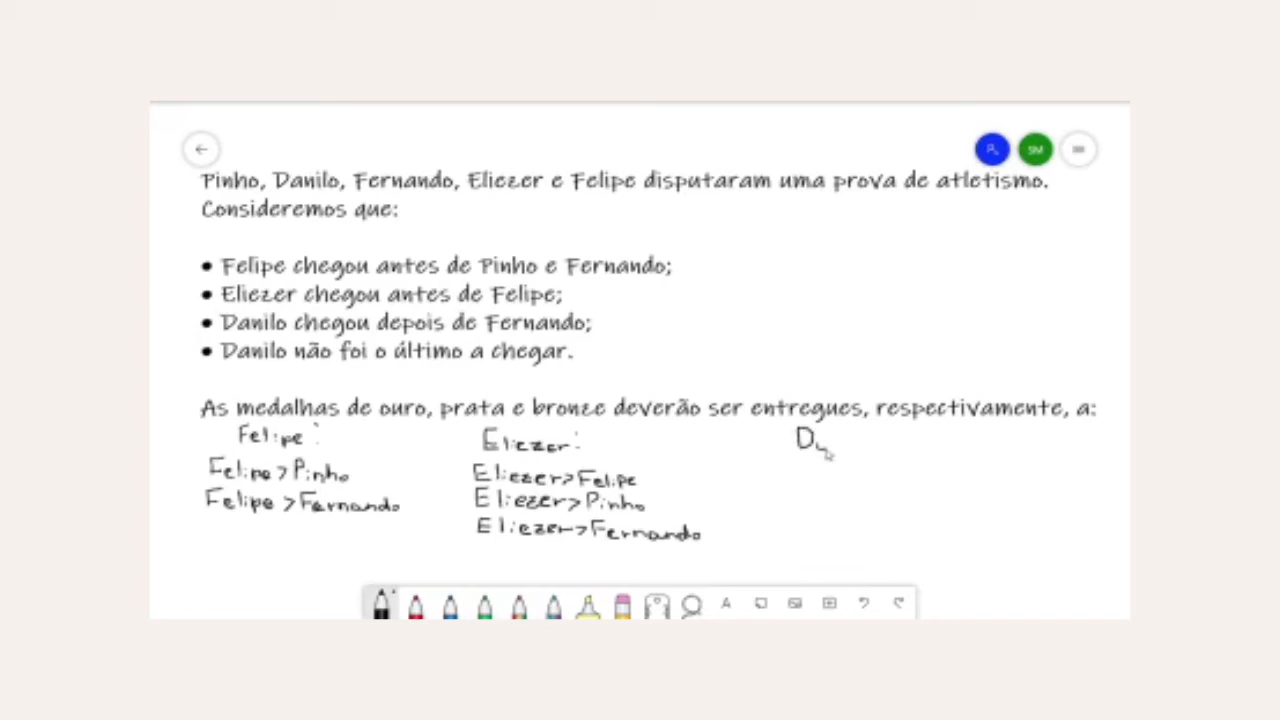 SM
Pinho, Danilo, Fernando, Eliezer e Felipe disputaram uma prova de atletismo.
Consideremos que:
• Felipe chegou antes de Pinho e Fernando;
• Eliezer chegou antes de Felipe;
• Danilo chegou depois de Fernando;
• Danilo não foi o último a chegar.
As medalhas de ouro, prata e bronze deverão ser entregues, respectivamente, a:
Felipe:
Felipe>Pinho
Felipe>Fernando
Eliezer:
Eliezer>Felipe
Eliezer>Pinho
Eliezer>Fernando
D
A